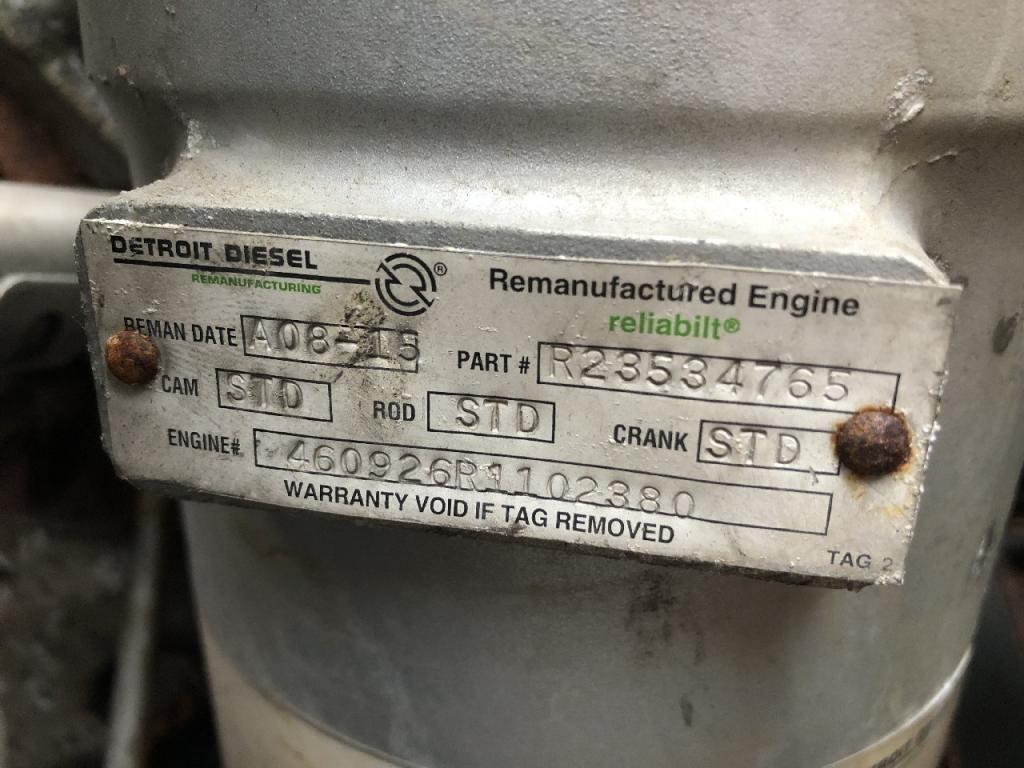 DETROIT DIESEL
REMANUFACTURING
®
Remanufactured Engine
reliabilt®
REMAN DATE A08-15
PART # R23534765
CAM STD
ROD STD
CRANK STD
ENGINE# 460926R1102380
WARRANTY VOID IF TAG REMOVED
TAG 2